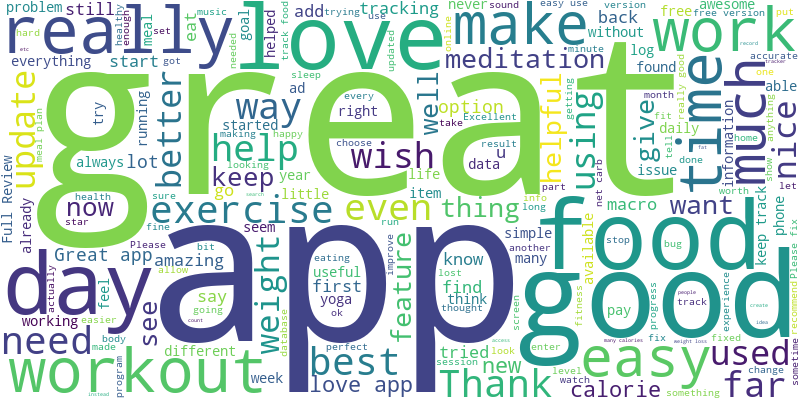 great
app
good
food
love
day
really
make
work
time
much
workout
easy
need
best
exercise
even
help
way
better
update
wish
keep
now
weight
using
helpful
well
meditation
option
tracking
thing
feature
Thank
used
far
calorie
want
nice
give
new
tried
love app
find
think
know
see
say
amazing
Great app
working
different
week
first
useful
yoga
simple
many
macro
pay
issue
daily
available
information
found
back
without
log
free
free version
awesome
never
add
trying
use
music
goal
helped
eat
meal
start
everything
still
problem
healthy
enough
hard
set
got
running
try
meal plan
always
lot
already
Full Review
star
health
sure
fine
go
started
right
ad
sleep
every
minute
Excellent
take
making
happy
looking
choose
result
year
life
little
u
data
item
info
long
part
net carb
seem
bit
run
eating
ok
perfect
improve
lost
thought
another
stop
bug
track
people
progress
fix
fixed
screen
fitness
level
enter
watch
something
session
look
access
database
going
count
allow
Please
actually
feel
body
made
easier
program
instead
search
weight loss
many calories
idea
create
change
sometime
experience
recommend
Please fix
phone
keep track
able
anything
put
one
accurate
version
easy use
sound
online
updated
needed
track food
getting
month
really good
fit
tell
done
home
worth
show
let
fat
record
tracker
etc